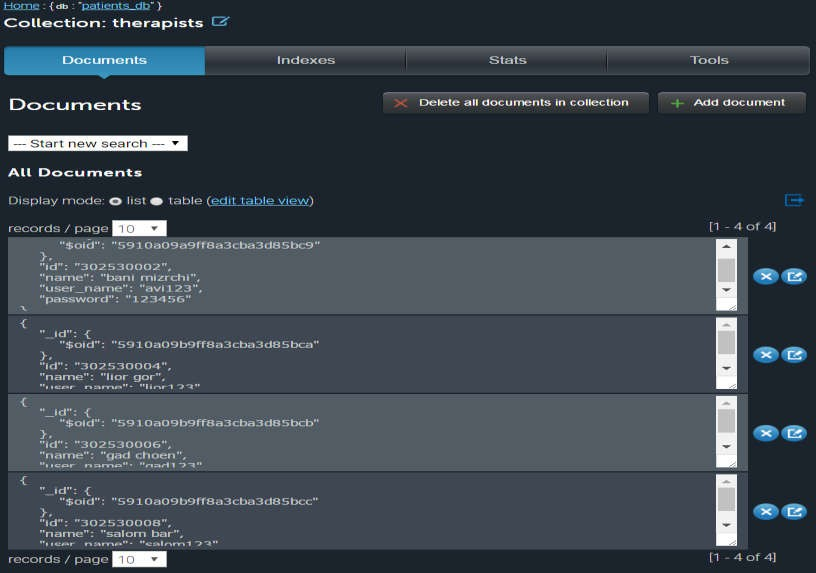 Home : { db : "patients_db" }
Collection: therapists
Documents Indexes Stats Tools
Documents
Delete all documents in collection
Add document
--- Start new search ---
All Documents
Display mode: list table (edit table view)
records / page 10
[1 - 4 of 4]
"$oid": "5910a09a9ff8a3cba3d85bc9"
},
"id": "302530002",
"name": "bani mizrchi",
"user_name": "avi123",
"password": "123456"
{
"_id": {
"$oid": "5910a09b9ff8a3cba3d85bca"
},
"id": "302530004",
"name": "lior gor",
"user_name": "lior123"
{
"_id": {
"$oid": "5910a09b9ff8a3cba3d85bcb"
},
"id": "302530006",
"name": "gad choen",
"user_name": "gad123"
{
"_id": {
"$oid": "5910a09b9ff8a3cba3d85bcc"
},
"id": "302530008",
"name": "salom bar",
"user_name": "salom123"
records / page 10
[1 - 4 of 4]